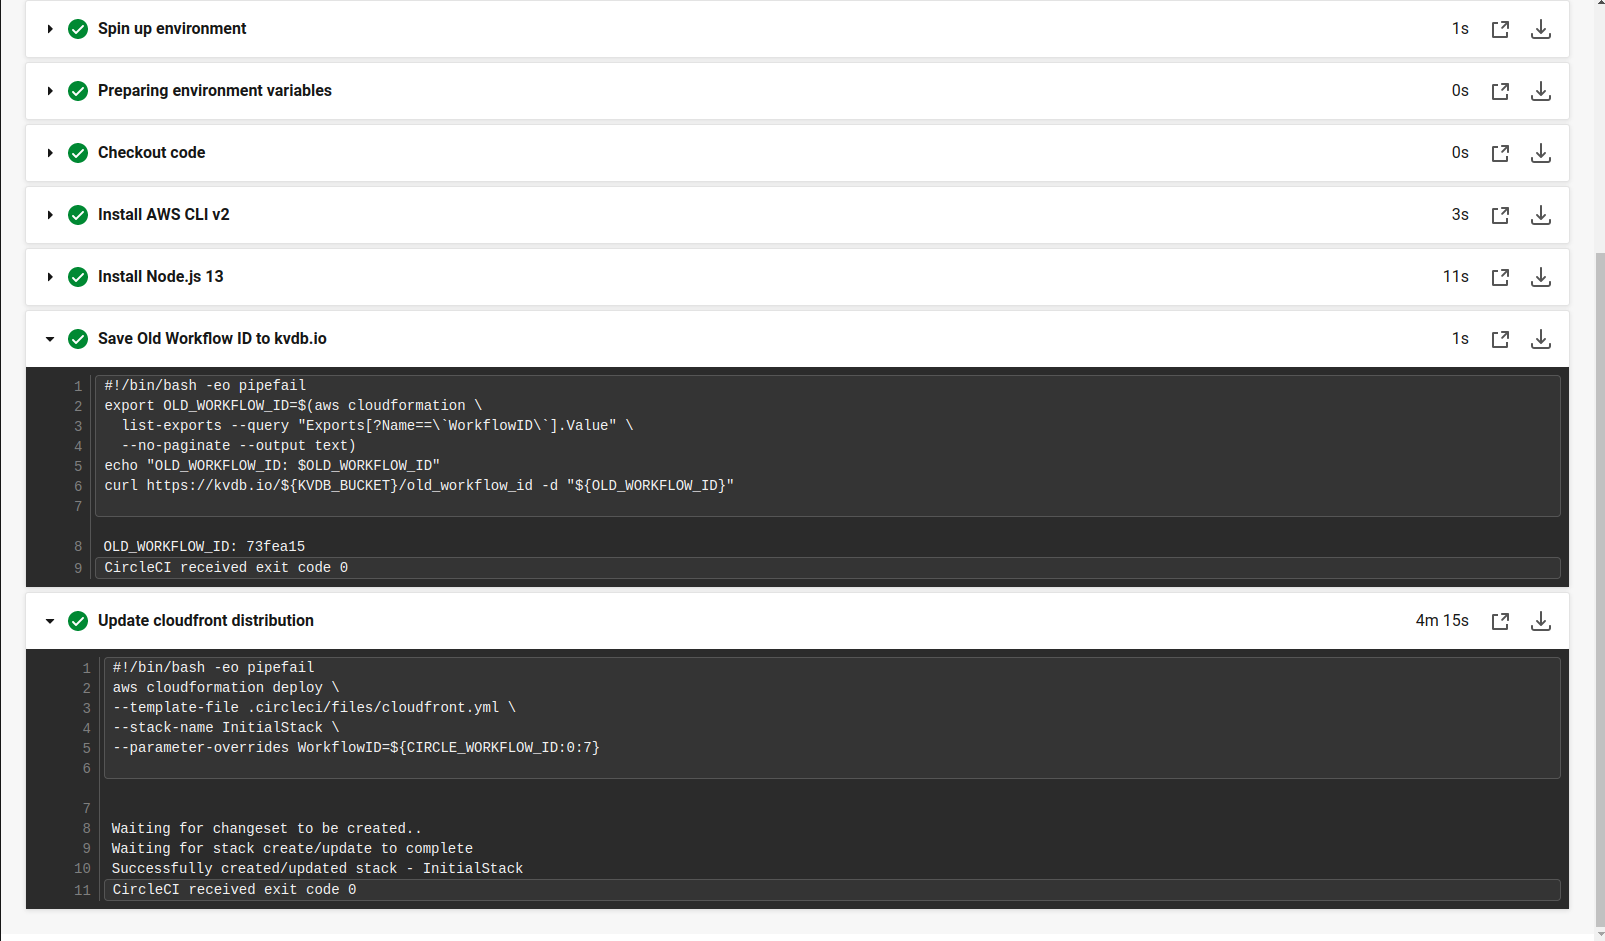 Spin up environment 1s
Preparing environment variables 0s
Checkout code 0s
Install AWS CLI v2 3s
Install Node.js 13 11s
Save Old Workflow ID to kvdb.io 1s
1 #!/bin/bash -eo pipefail
2 export OLD_WORKFLOW_ID=$(aws cloudformation \
3   list-exports --query "Exports[?Name==\`WorkflowID\`].Value" \
4   --no-paginate --output text)
5 echo "OLD_WORKFLOW_ID: $OLD_WORKFLOW_ID"
6 curl https://kvdb.io/${KVDB_BUCKET}/old_workflow_id -d "${OLD_WORKFLOW_ID}"
7
8 OLD_WORKFLOW_ID: 73fea15
9 CircleCI received exit code 0
Update cloudfront distribution 4m 15s
1 #!/bin/bash -eo pipefail
2 aws cloudformation deploy \
3 --template-file .circleci/files/cloudfront.yml \
4 --stack-name InitialStack \
5 --parameter-overrides WorkflowID=${CIRCLE_WORKFLOW_ID:0:7}
6
7
8 Waiting for changeset to be created..
9 Waiting for stack create/update to complete
10 Successfully created/updated stack - InitialStack
11 CircleCI received exit code 0